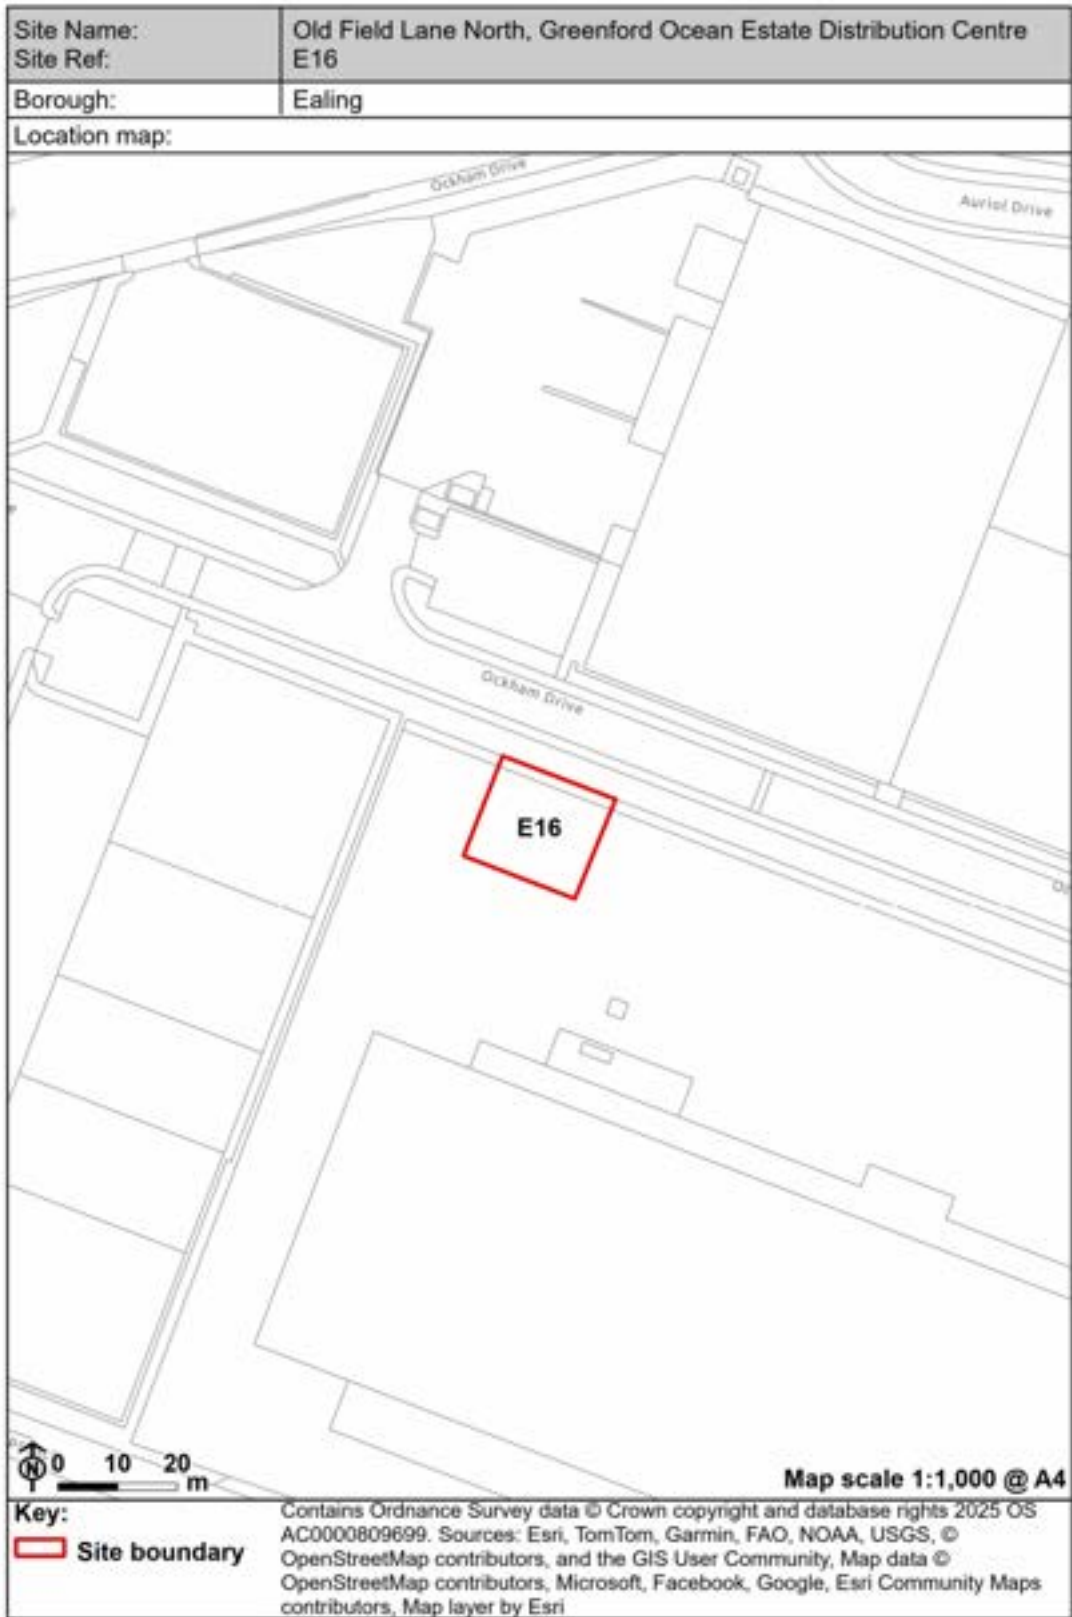 Site Name: Old Field Lane North, Greenford Ocean Estate Distribution Centre
Site Ref: E16
Borough: Ealing
Location map:
Ockham Drive
Auriol Drive
Ockham Drive
E16
0 10 20
m
N
Map scale 1:1,000 @ A4
Key:
Site boundary
Contains Ordnance Survey data © Crown copyright and database rights 2025 OS
AC0000809699. Sources: Esri, TomTom, Garmin, FAO, NOAA, USGS, ©
OpenStreetMap contributors, and the GIS User Community, Map data ©
OpenStreetMap contributors, Microsoft, Facebook, Google, Esri Community Maps
contributors, Map layer by Esri